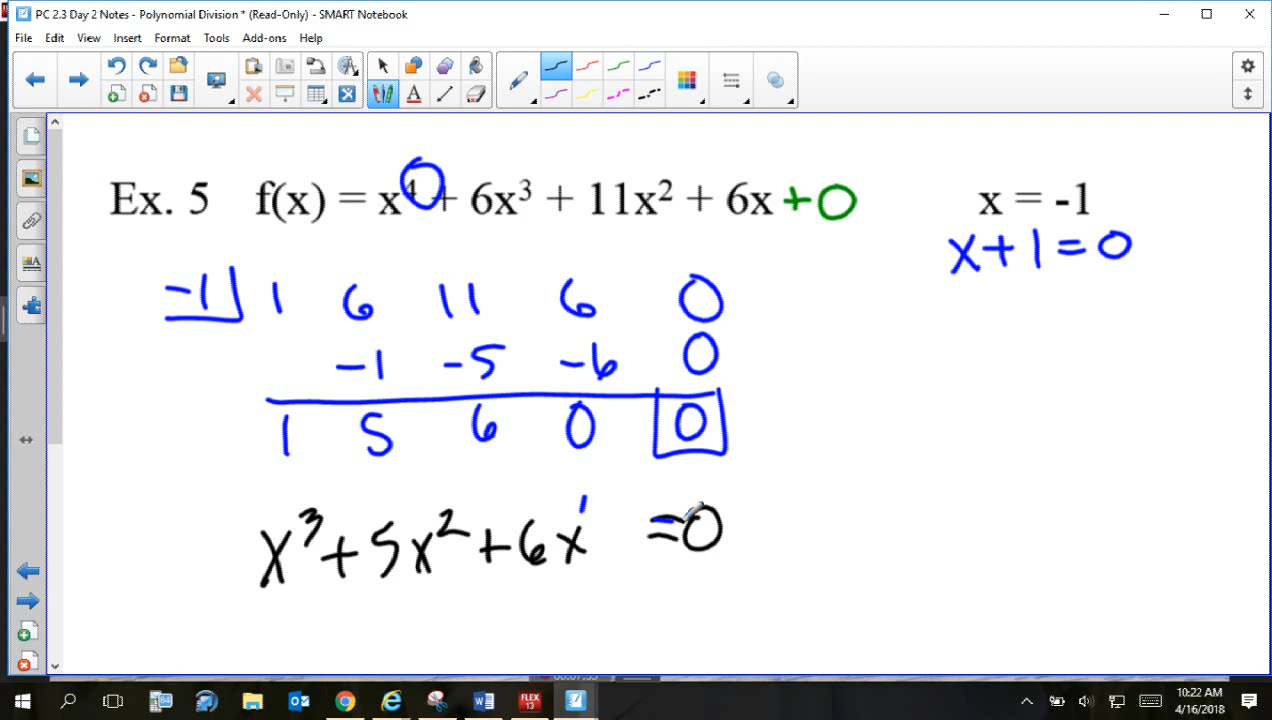 PC 2.3 Day 2 Notes - Polynomial Division * (Read-Only) - SMART Notebook
File Edit View Insert Format Tools Add-ons Help
Ex. 5 f(x) = x⁴ + 6x³ + 11x² + 6x + 0 x = -1
x + 1 = 0
-1 1 6 11 6 0
-1 -5 -6 0
1 5 6 0 0
x³ + 5x² + 6x¹ = 0
FLEX
13
10:22 AM
4/16/2018